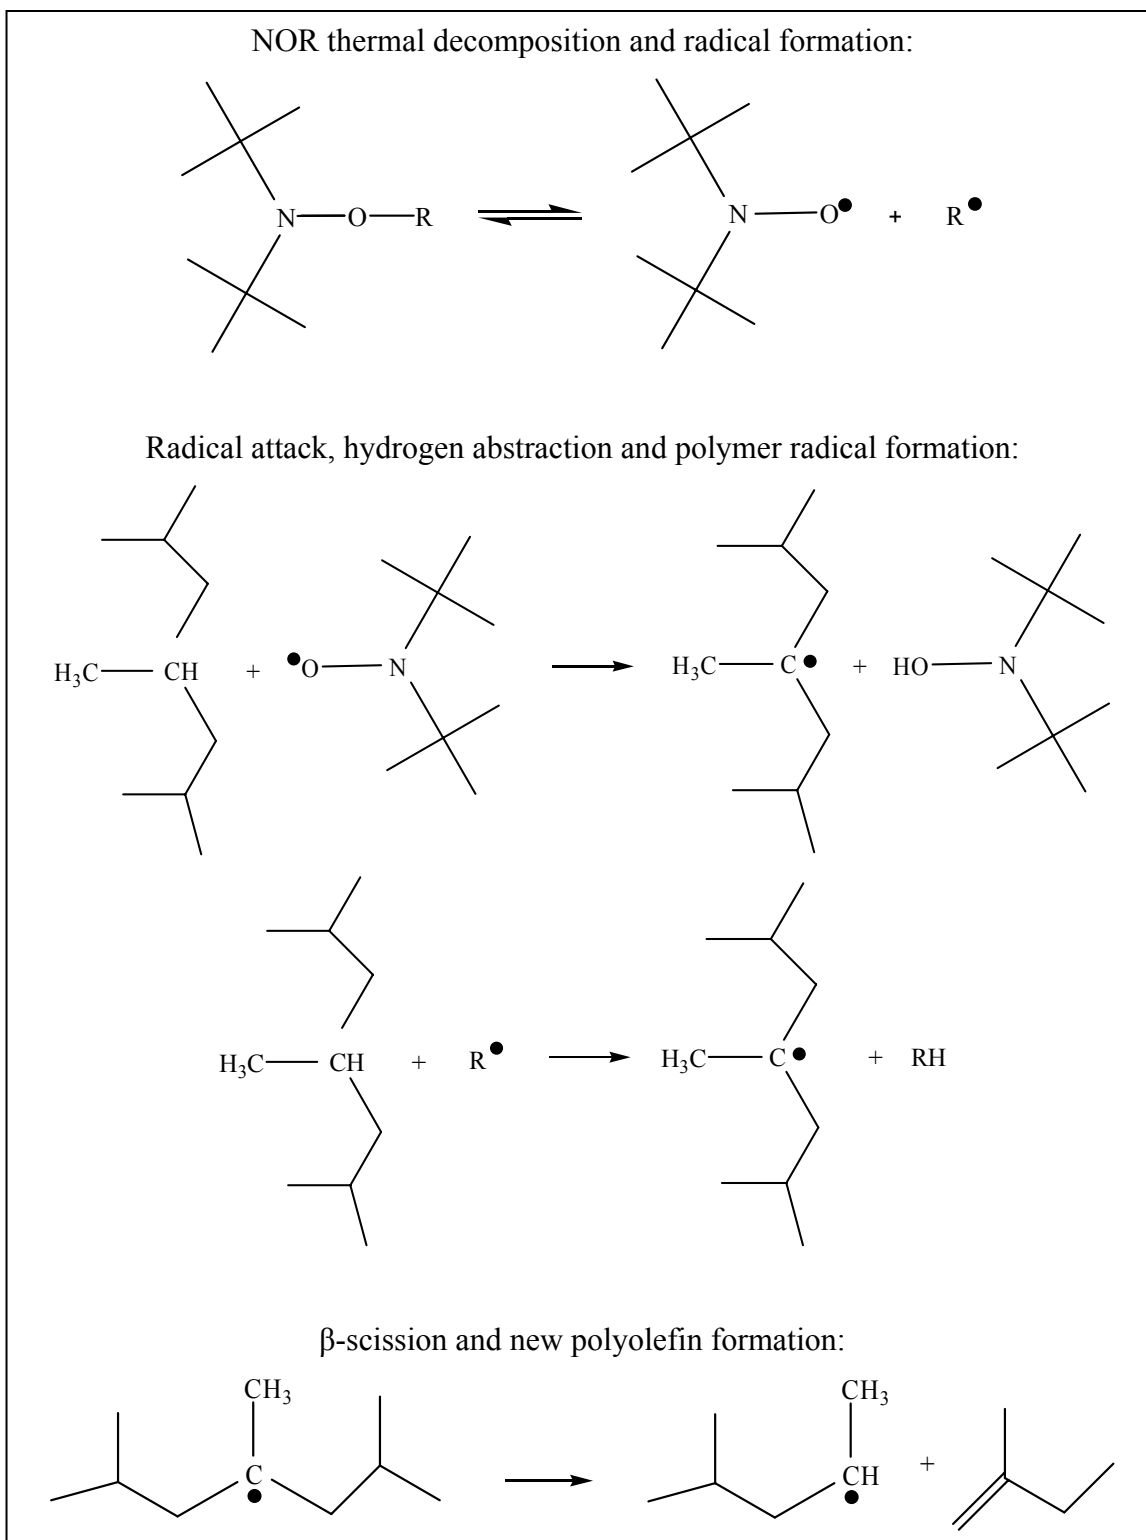 NOR thermal decomposition and radical formation:
N O R N O• + R•
Radical attack, hydrogen abstraction and polymer radical formation:
H₃C CH + •O N H₃C C• + HO N
H₃C CH + R• H₃C C• + RH
β-scission and new polyolefin formation:
CH₃ CH₃
C• CH• +